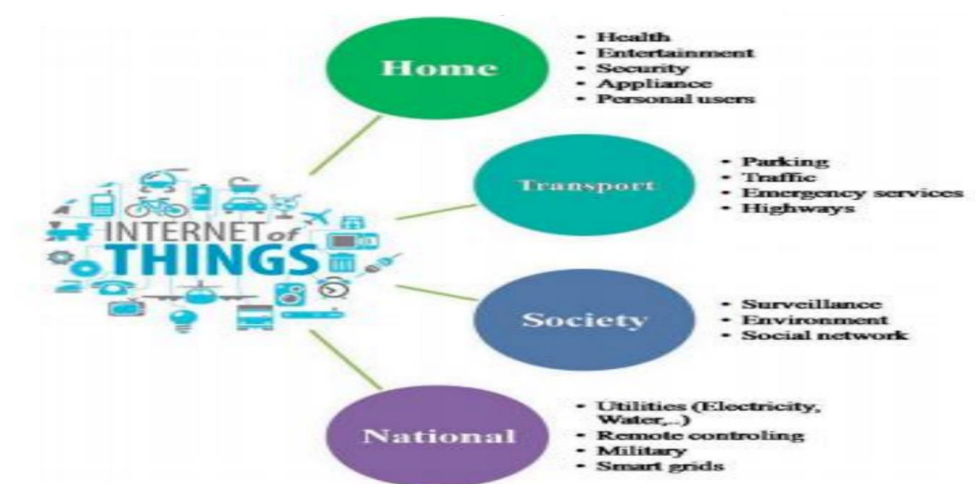 INTERNET of
THINGS
Home
• Health
• Entertainment
• Security
• Appliance
• Personal users
Transport
• Parking
• Traffic
• Emergency services
• Highways
Society
• Surveillance
• Environment
• Social network
National
• Utilities (Electricity,
Water,..)
• Remote controling
• Military
• Smart grids